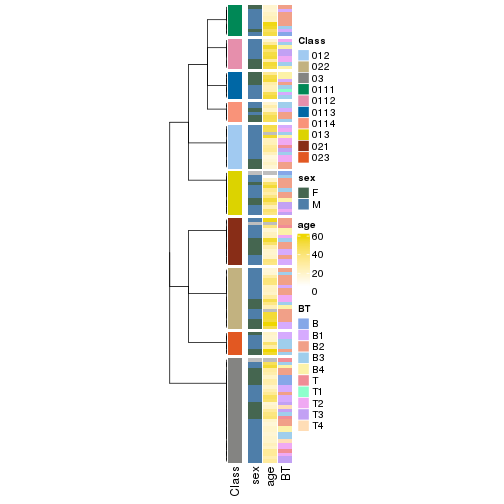 Class
012
022
03
0111
0112
0113
0114
013
021
023
sex
F
M
age
60
40
20
0
BT
B
B1
B2
B3
B4
T
T1
T2
T3
T4
Class
sex
age
BT